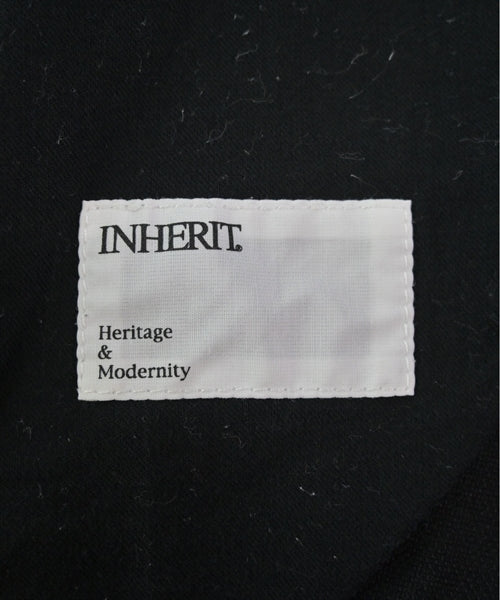 INHERIT.
Heritage
&
Modernity